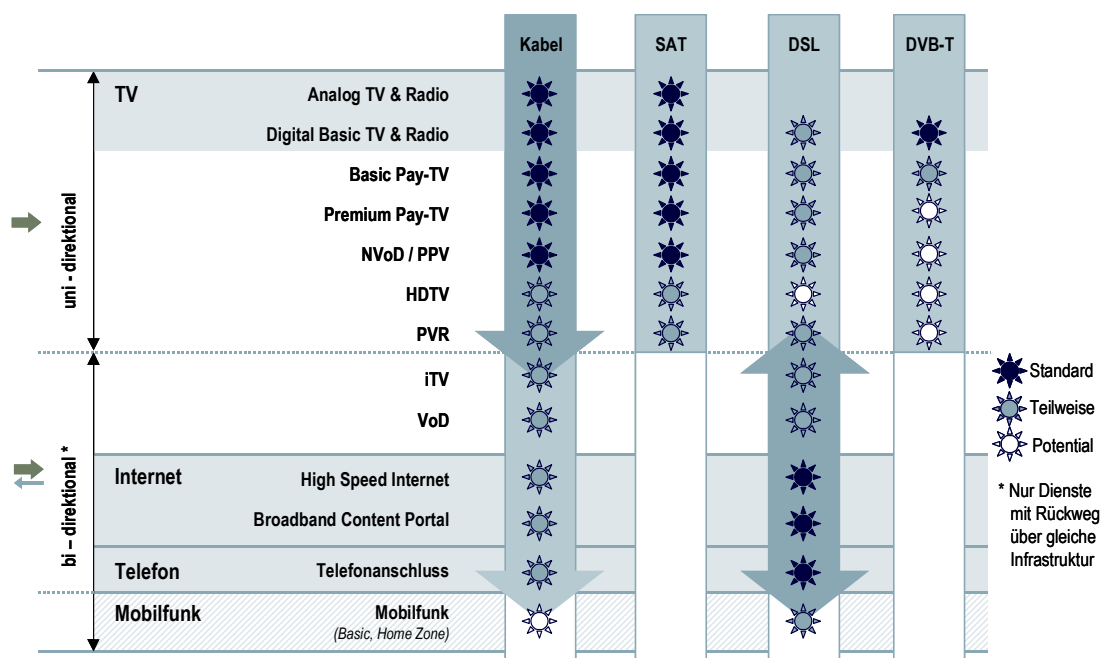 Kabel SAT DSL DVB-T
TV Analog TV & Radio
Digital Basic TV & Radio
Basic Pay-TV
Premium Pay-TV
NVoD / PPV
HDTV
PVR
uni - direktional
iTV
VoD
Internet High Speed Internet
Broadband Content Portal
Telefon Telefonanschluss
Mobilfunk Mobilfunk
(Basic, Home Zone)
bi – direktional *
Standard
Teilweise
Potential
* Nur Dienste
mit Rückweg
über gleiche
Infrastruktur